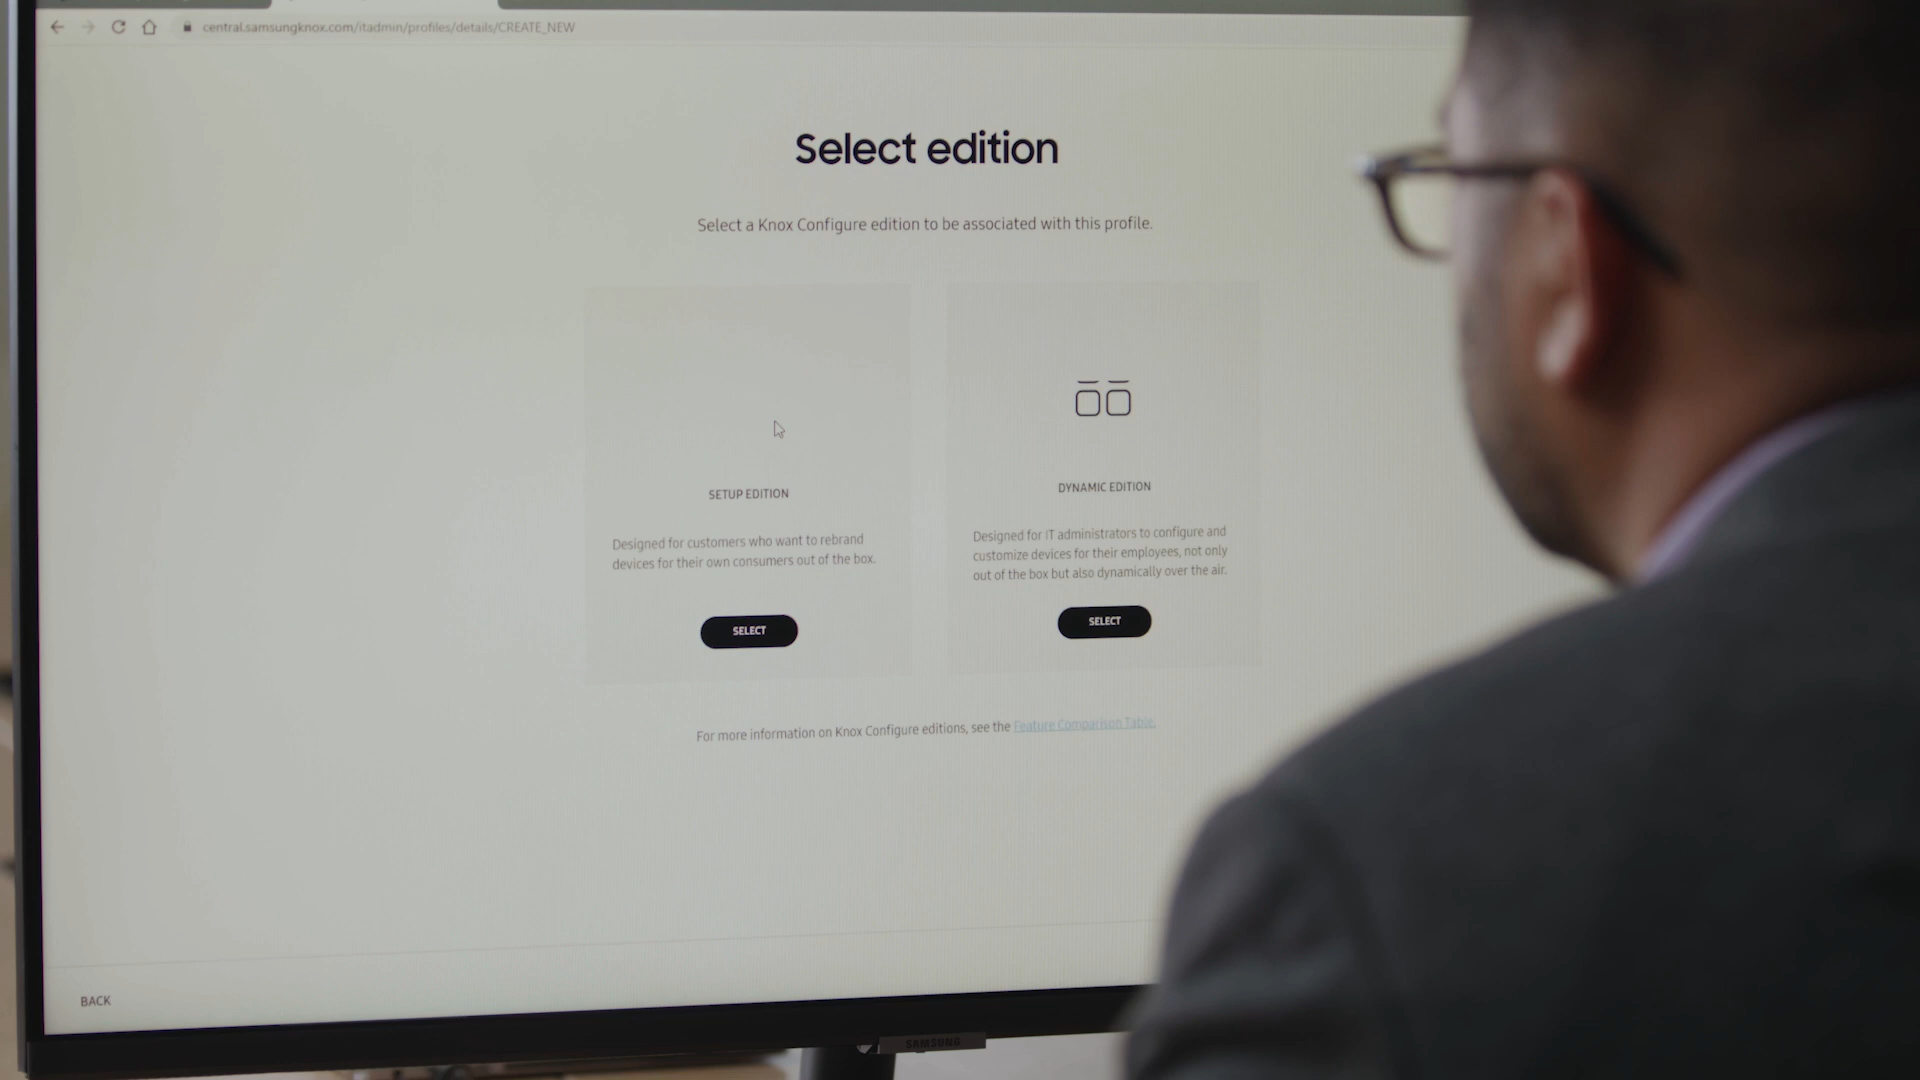 central.samsungknox.com/itadmin/profiles/details/CREATE_NEW
Select edition
Select a Knox Configure edition to be associated with this profile.
SETUP EDITION
Designed for customers who want to rebrand
devices for their own consumers out of the box.
SELECT
DYNAMIC EDITION
Designed for IT administrators to configure and
customize devices for their employees, not only
out of the box but also dynamically over the air.
SELECT
For more information on Knox Configure editions, see the Feature Comparison Table.
BACK
SAMSUNG